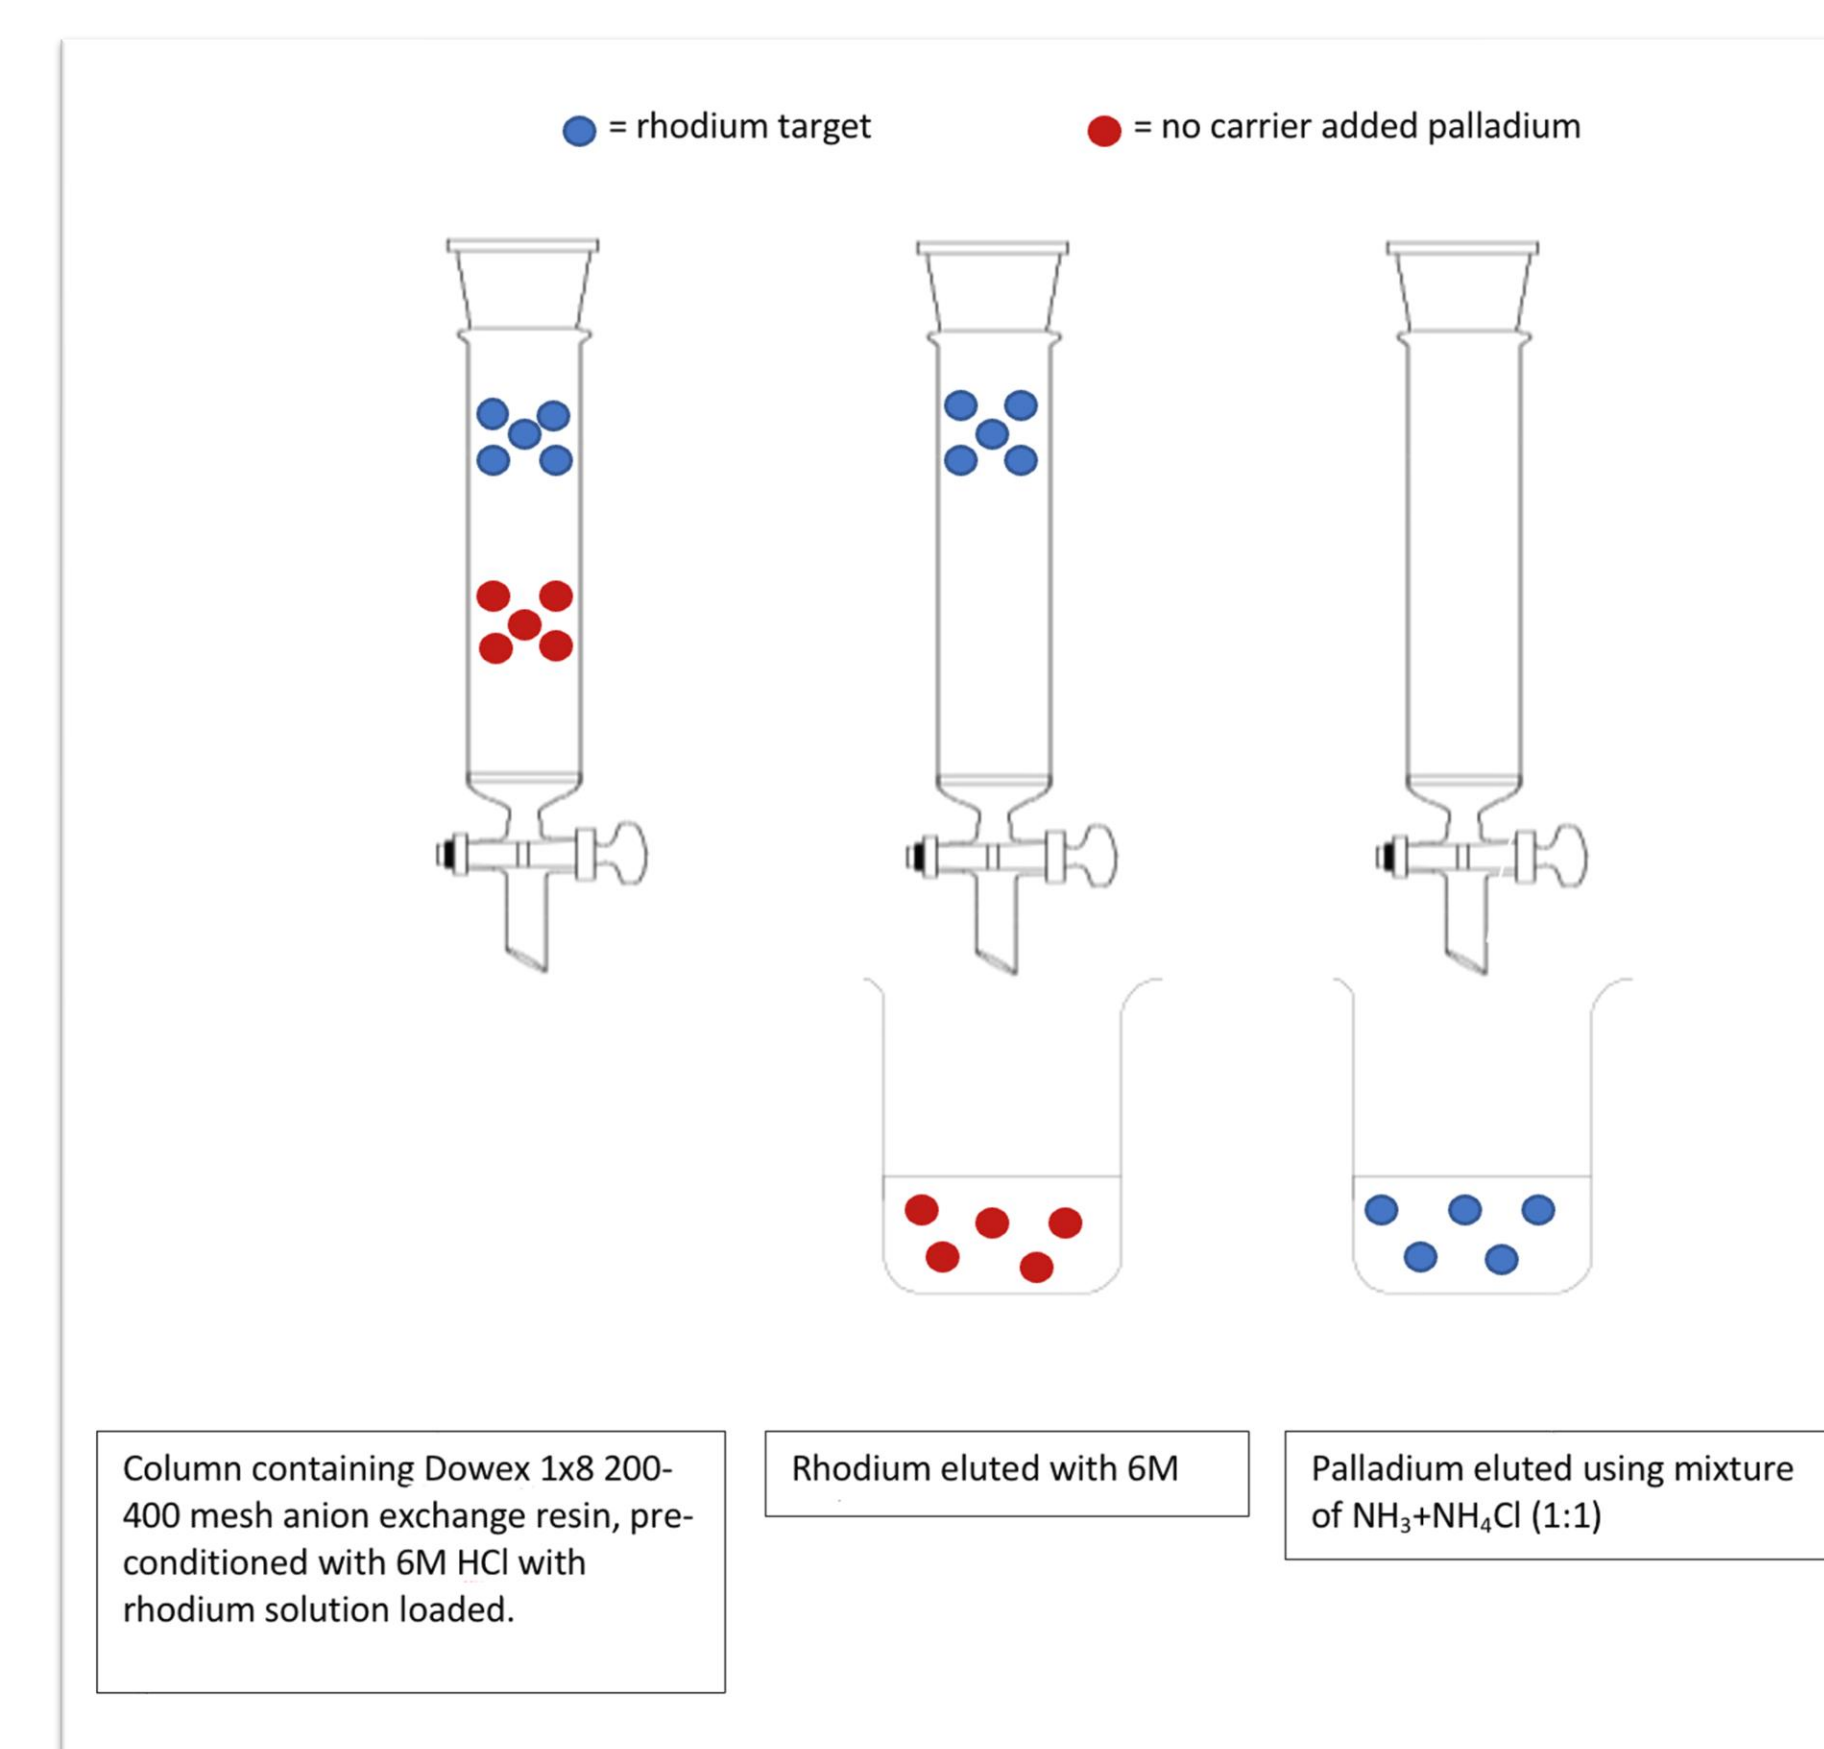 = rhodium target
= no carrier added palladium
Column containing Dowex 1x8 200-
400 mesh anion exchange resin, pre-
conditioned with 6M HCl with
rhodium solution loaded.
Rhodium eluted with 6M
Palladium eluted using mixture
of NH₃+NH₄Cl (1:1)